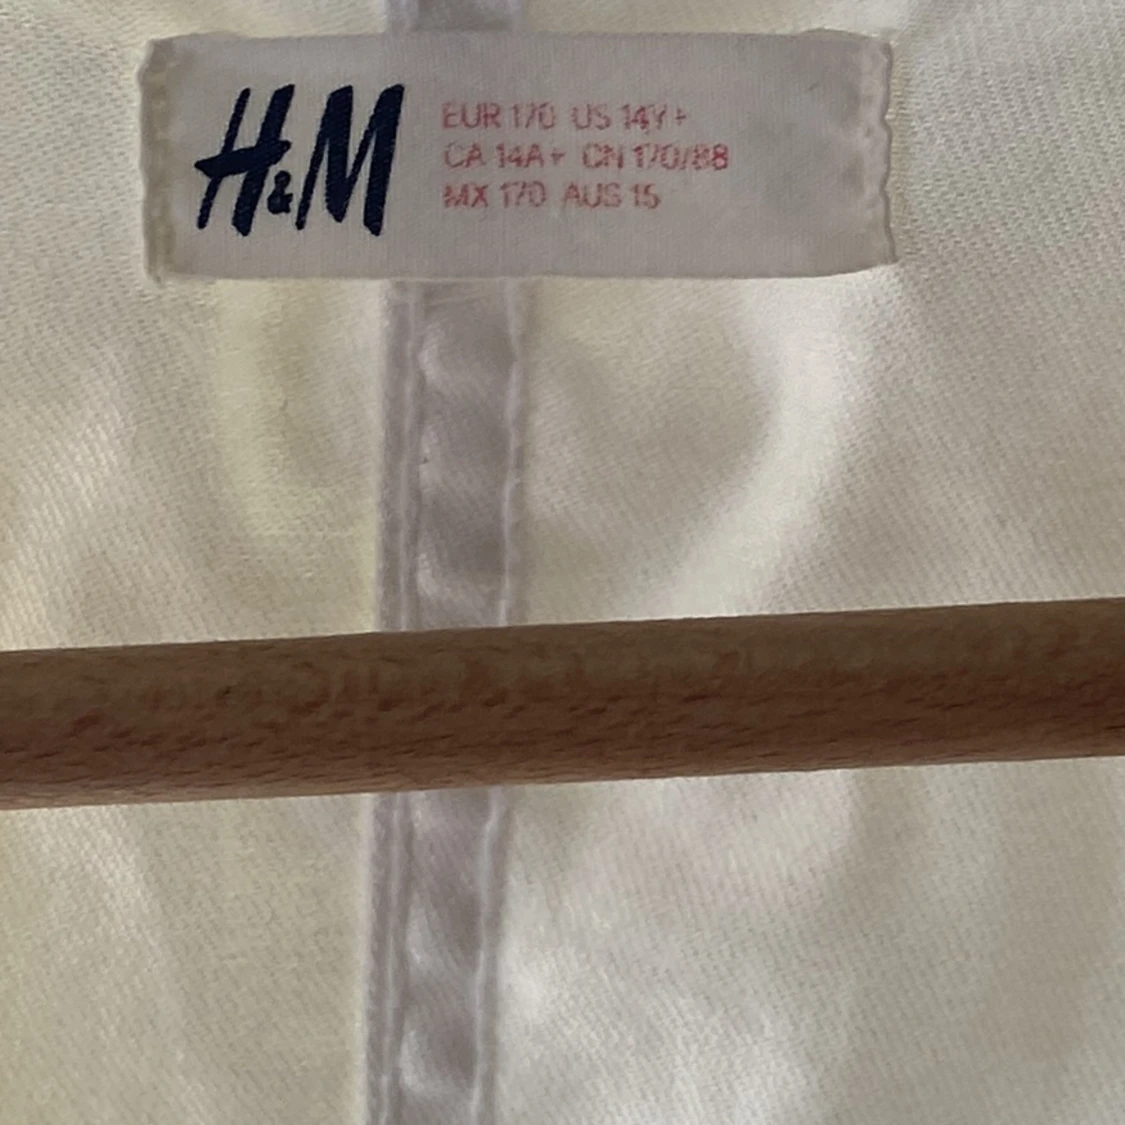 H&M
EUR 170 US 14Y+
CA 14A+ CN 170/88
MX 170 AUS 15